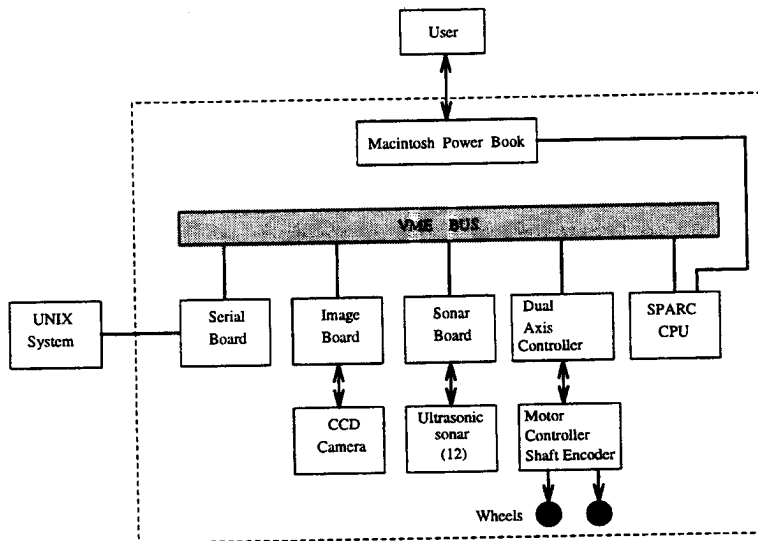 User
Macintosh Power Book
VME BUS
UNIX
System
Serial
Board
Image
Board
Sonar
Board
Dual
Axis
Controller
SPARC
CPU
CCD
Camera
Ultrasonic
sonar
(12)
Motor
Controller
Shaft Encoder
Wheels